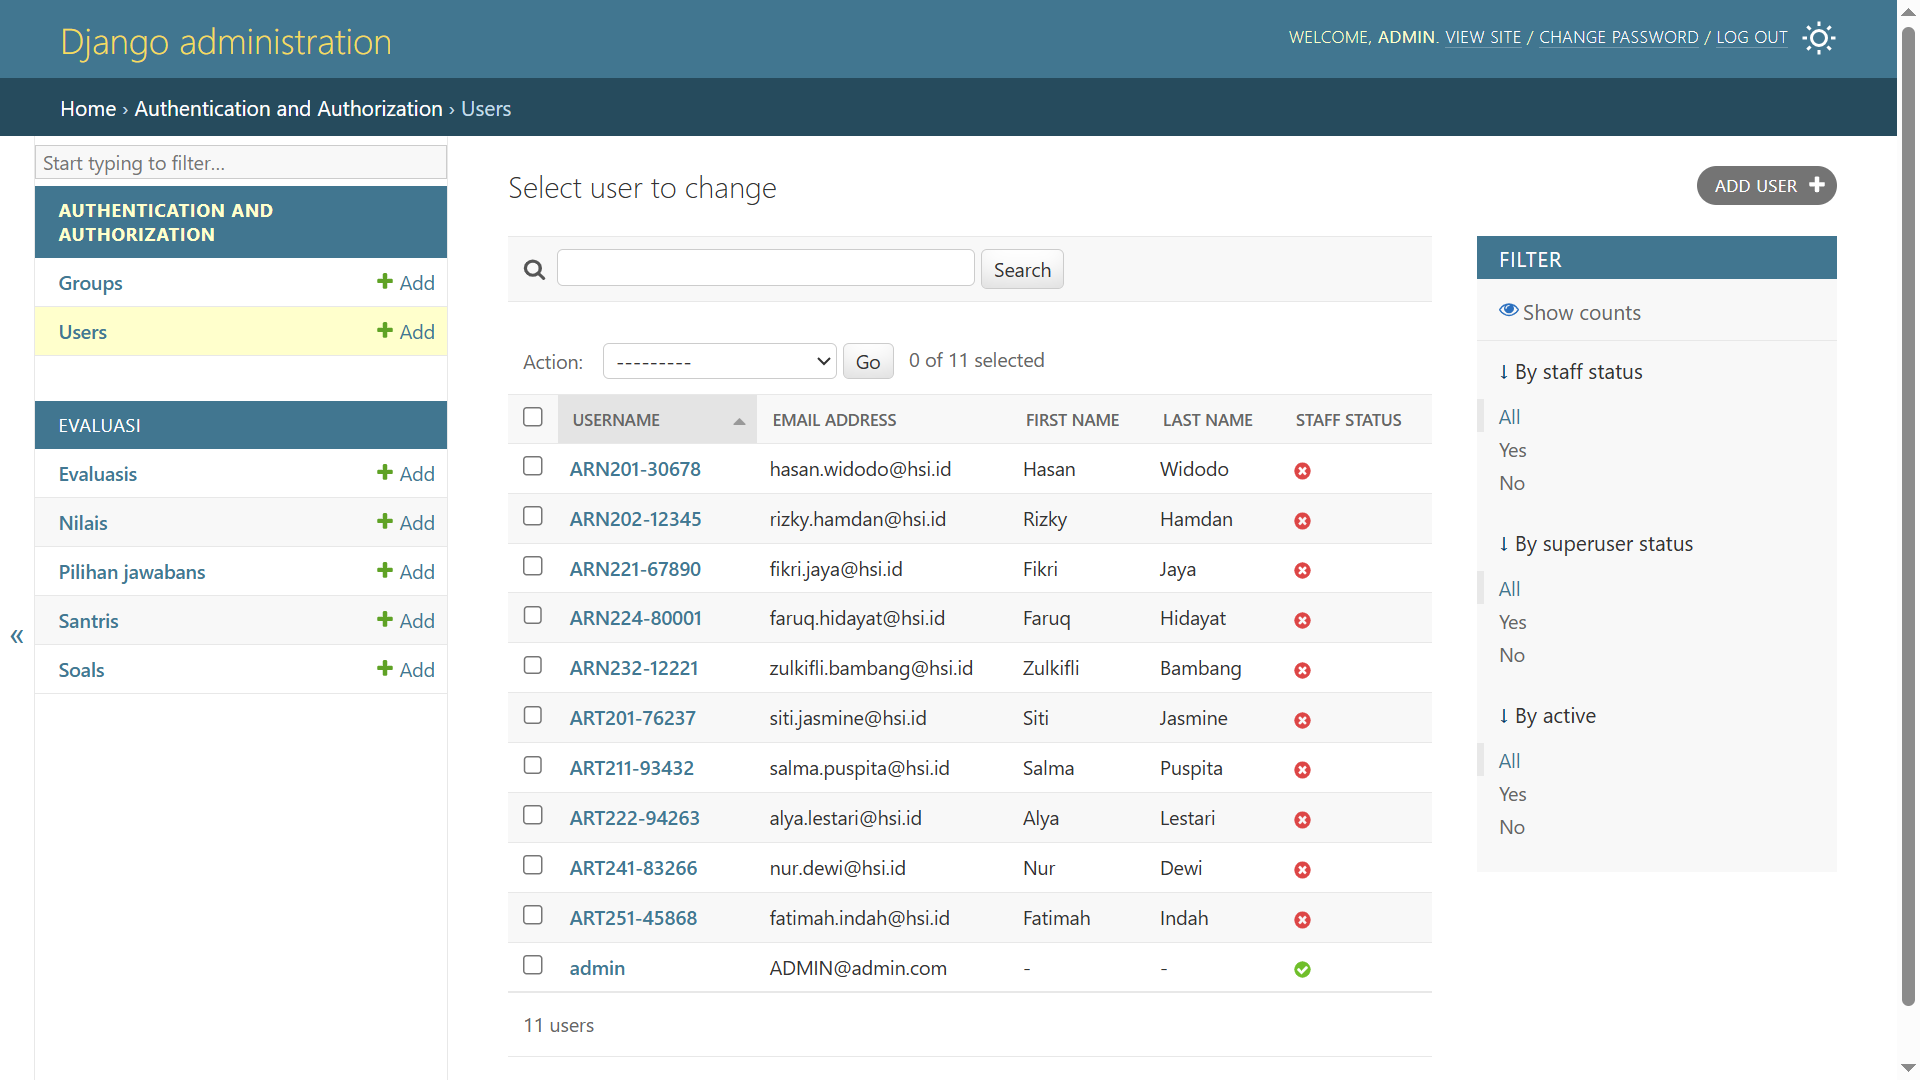 Django administration
WELCOME, ADMIN. VIEW SITE / CHANGE PASSWORD / LOG OUT
Home › Authentication and Authorization › Users
Start typing to filter...
AUTHENTICATION AND
AUTHORIZATION
Groups Add
Users Add
EVALUASI
Evaluasis Add
Nilais Add
Pilihan jawabans Add
Santris Add
Soals Add
«
Select user to change
ADD USER
Search
Action: --------- Go 0 of 11 selected
USERNAME EMAIL ADDRESS FIRST NAME LAST NAME STAFF STATUS
ARN201-30678 hasan.widodo@hsi.id Hasan Widodo
ARN202-12345 rizky.hamdan@hsi.id Rizky Hamdan
ARN221-67890 fikri.jaya@hsi.id Fikri Jaya
ARN224-80001 faruq.hidayat@hsi.id Faruq Hidayat
ARN232-12221 zulkifli.bambang@hsi.id Zulkifli Bambang
ART201-76237 siti.jasmine@hsi.id Siti Jasmine
ART211-93432 salma.puspita@hsi.id Salma Puspita
ART222-94263 alya.lestari@hsi.id Alya Lestari
ART241-83266 nur.dewi@hsi.id Nur Dewi
ART251-45868 fatimah.indah@hsi.id Fatimah Indah
admin ADMIN@admin.com - -
11 users
FILTER
Show counts
↓ By staff status
All
Yes
No
↓ By superuser status
All
Yes
No
↓ By active
All
Yes
No